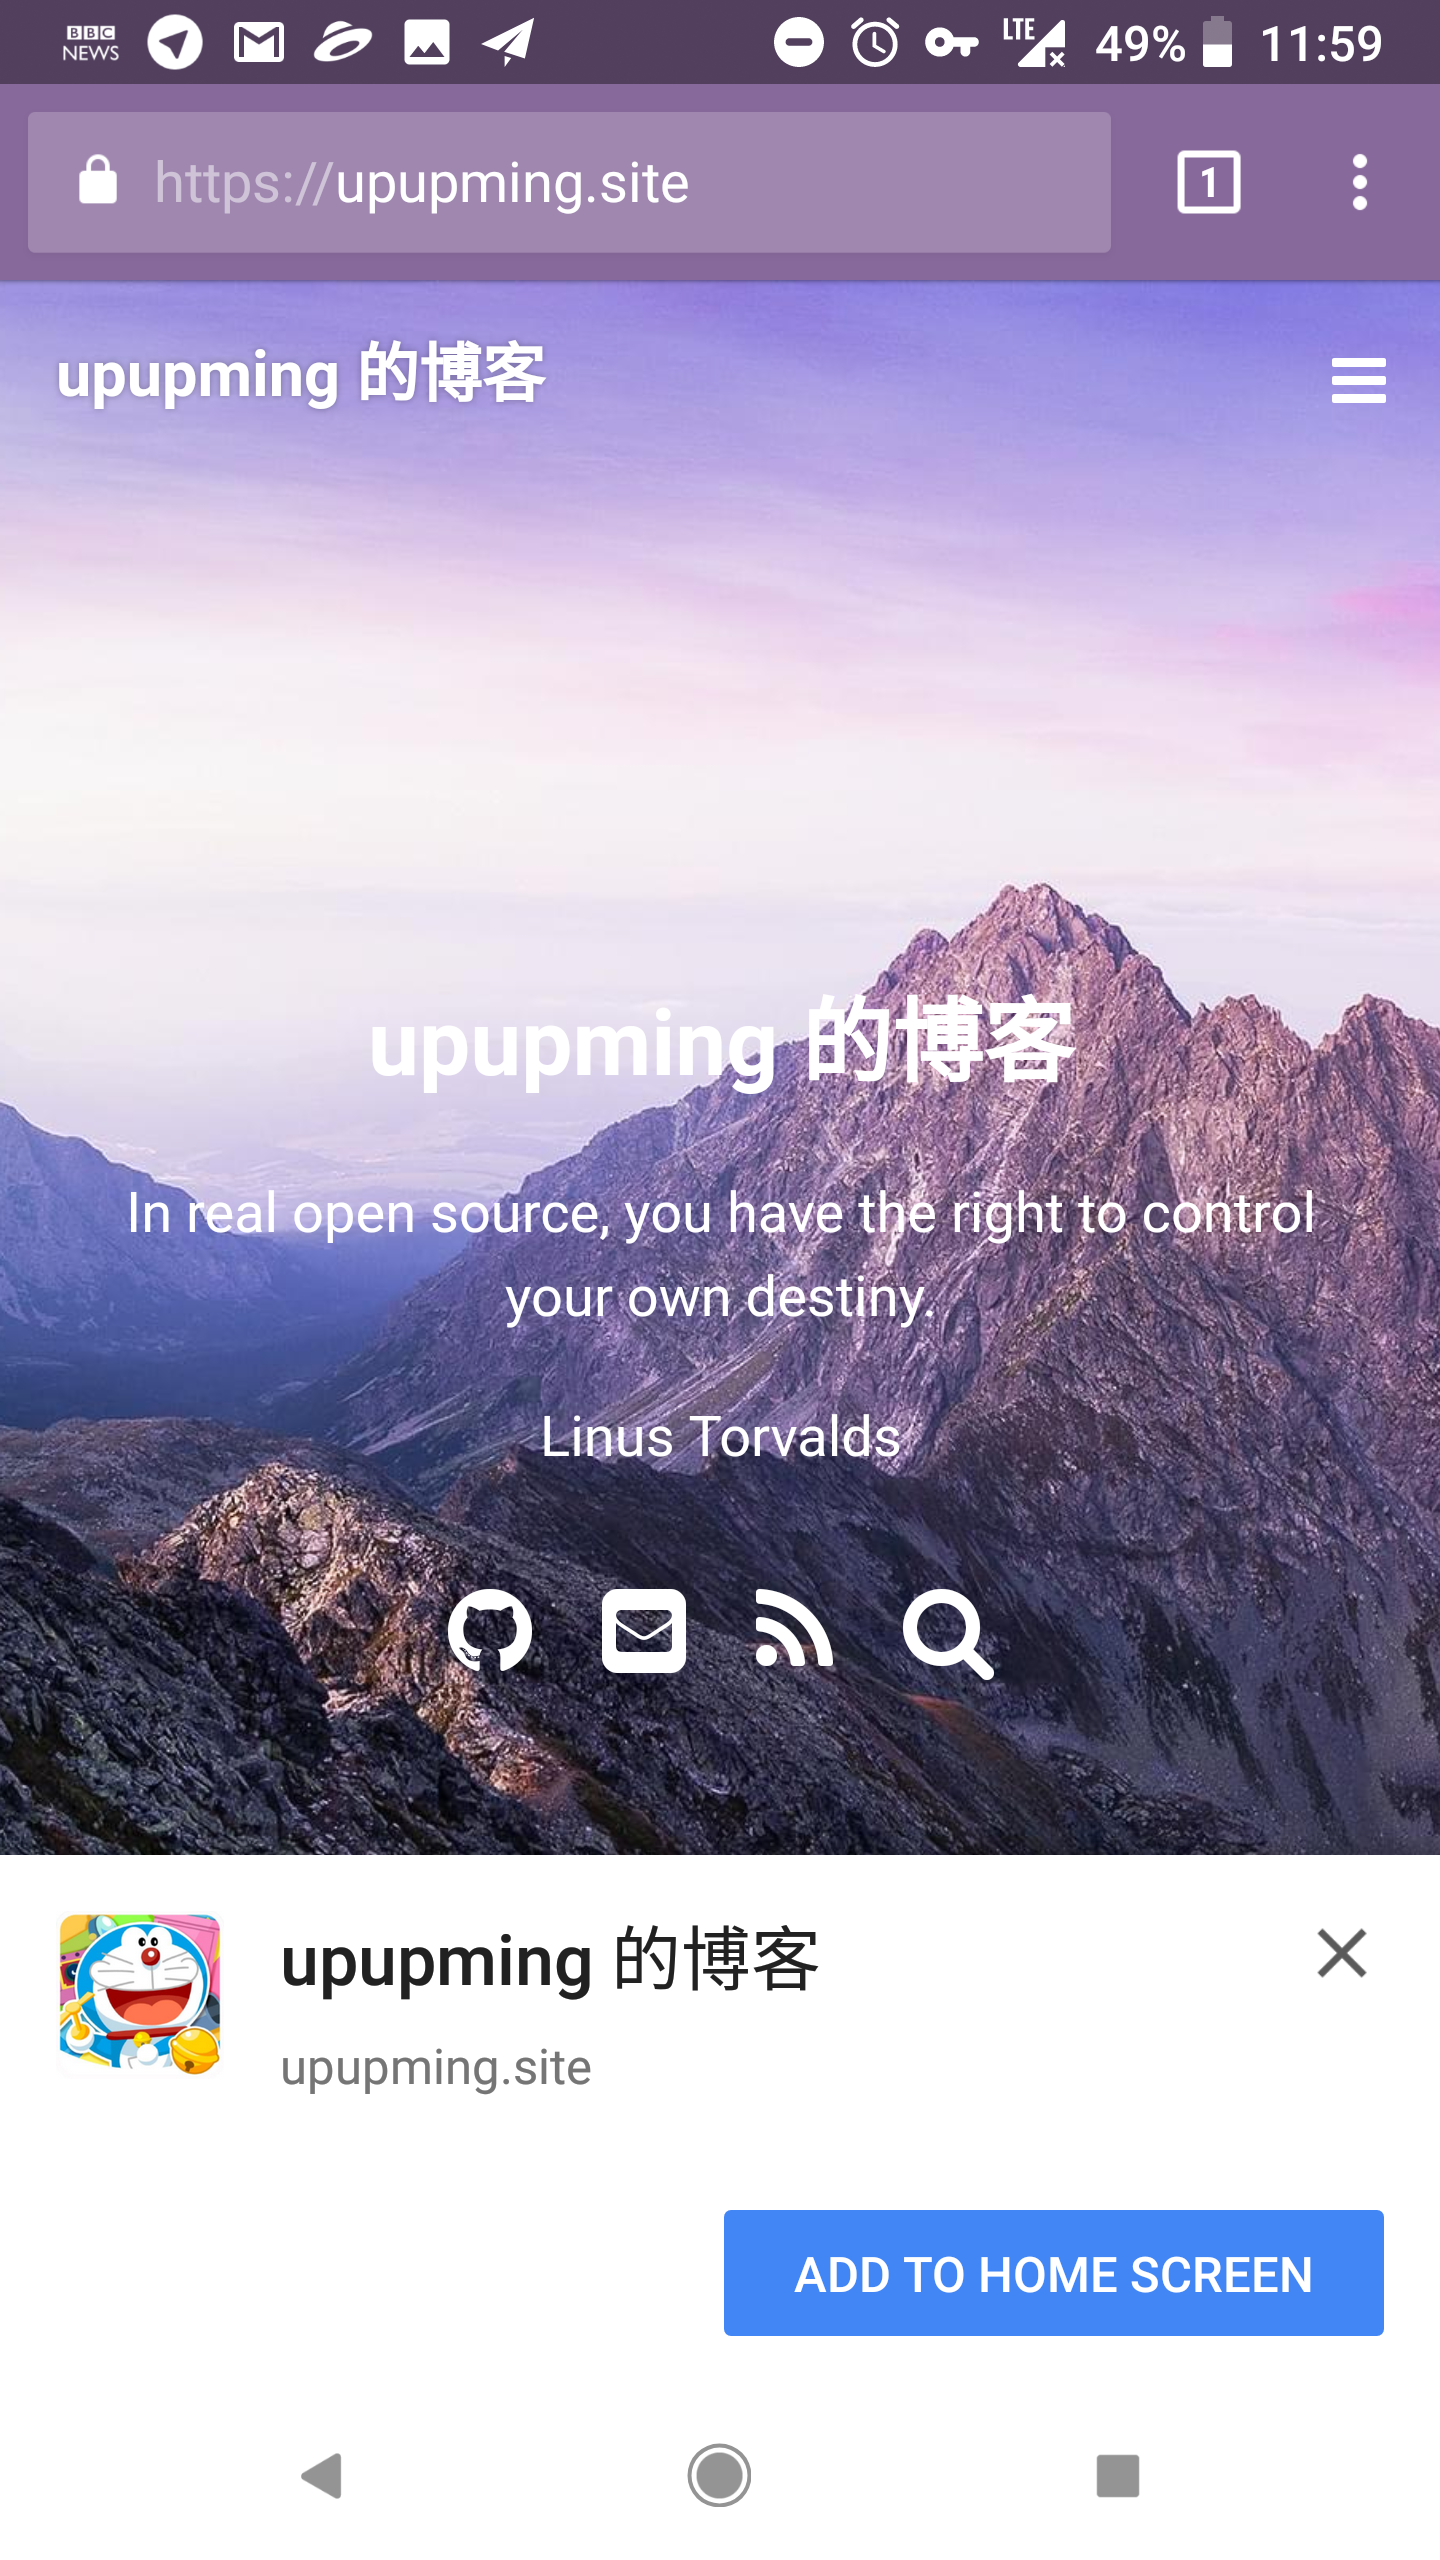 BBC
NEWS
LTE
49%
11:59
https://upupming.site
1
upupming 的博客
upupming 的博客
In real open source, you have the right to control
your own destiny.
Linus Torvalds
upupming 的博客
upupming.site
ADD TO HOME SCREEN